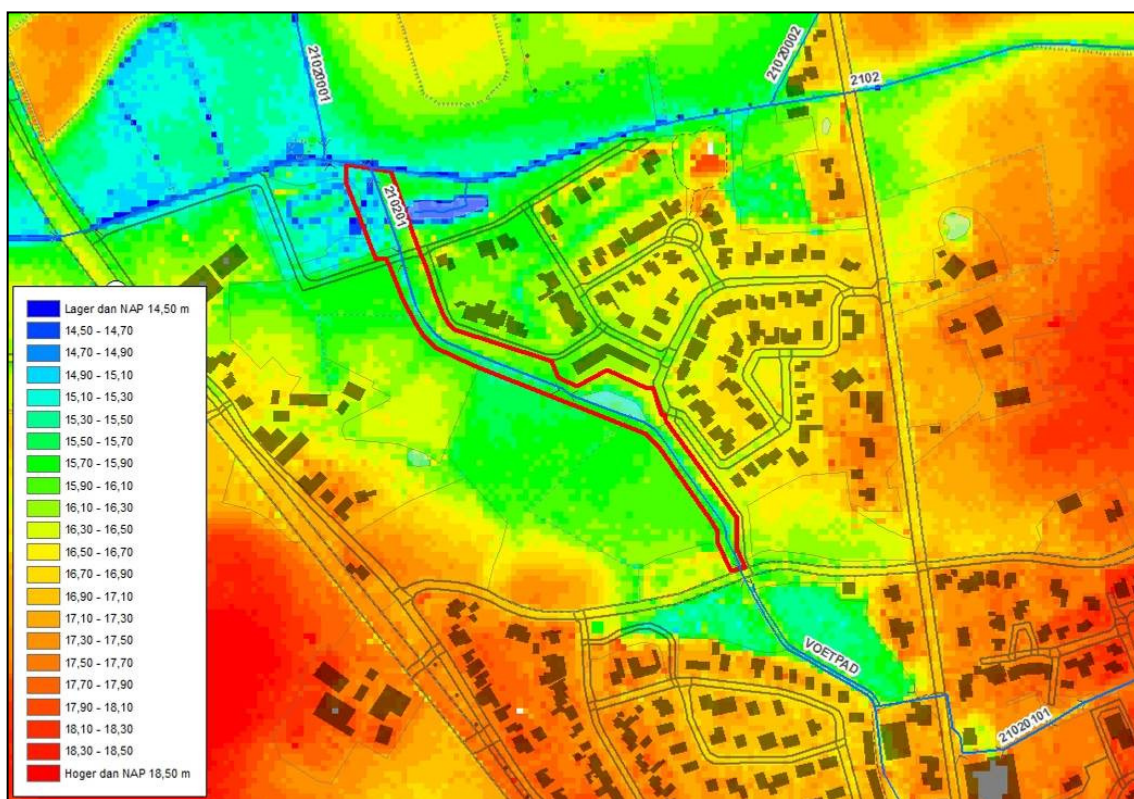 21020001
21020002
2102
210201
Lager dan NAP 14,50 m
14,50 - 14,70
14,70 - 14,90
14,90 - 15,10
15,10 - 15,30
15,30 - 15,50
15,50 - 15,70
15,70 - 15,90
15,90 - 16,10
16,10 - 16,30
16,30 - 16,50
16,50 - 16,70
16,70 - 16,90
16,90 - 17,10
17,10 - 17,30
17,30 - 17,50
17,50 - 17,70
17,70 - 17,90
17,90 - 18,10
18,10 - 18,30
18,30 - 18,50
Hoger dan NAP 18,50 m
VOETPAD
21020101